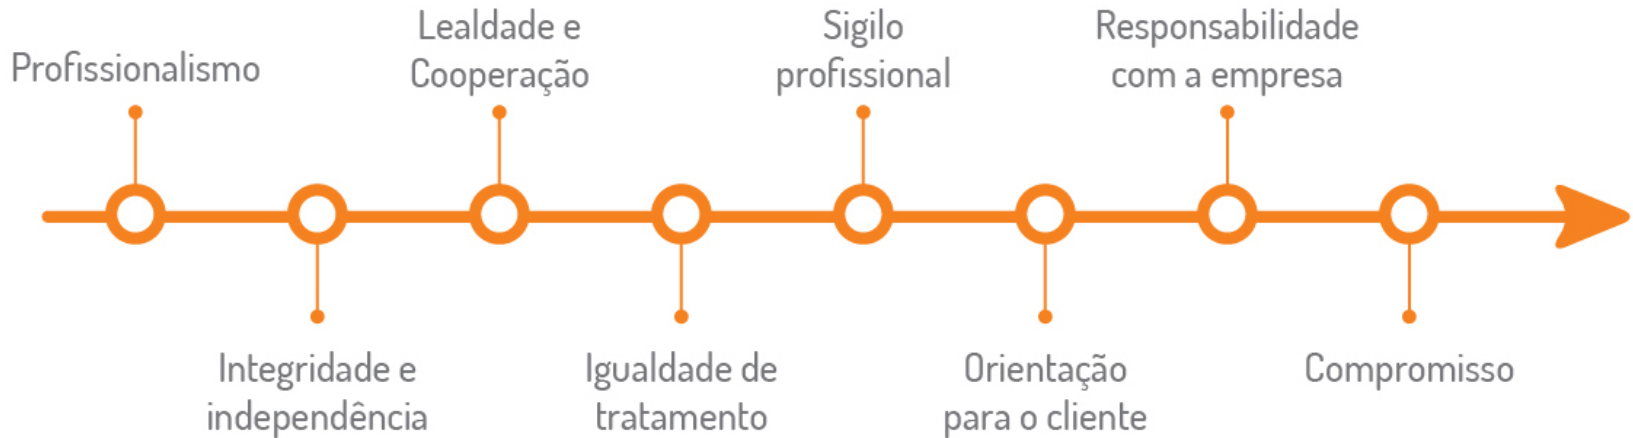 Profissionalismo
Lealdade e
Cooperação
Sigilo
profissional
Responsabilidade
com a empresa
Integridade e
independência
Igualdade de
tratamento
Orientação
para o cliente
Compromisso